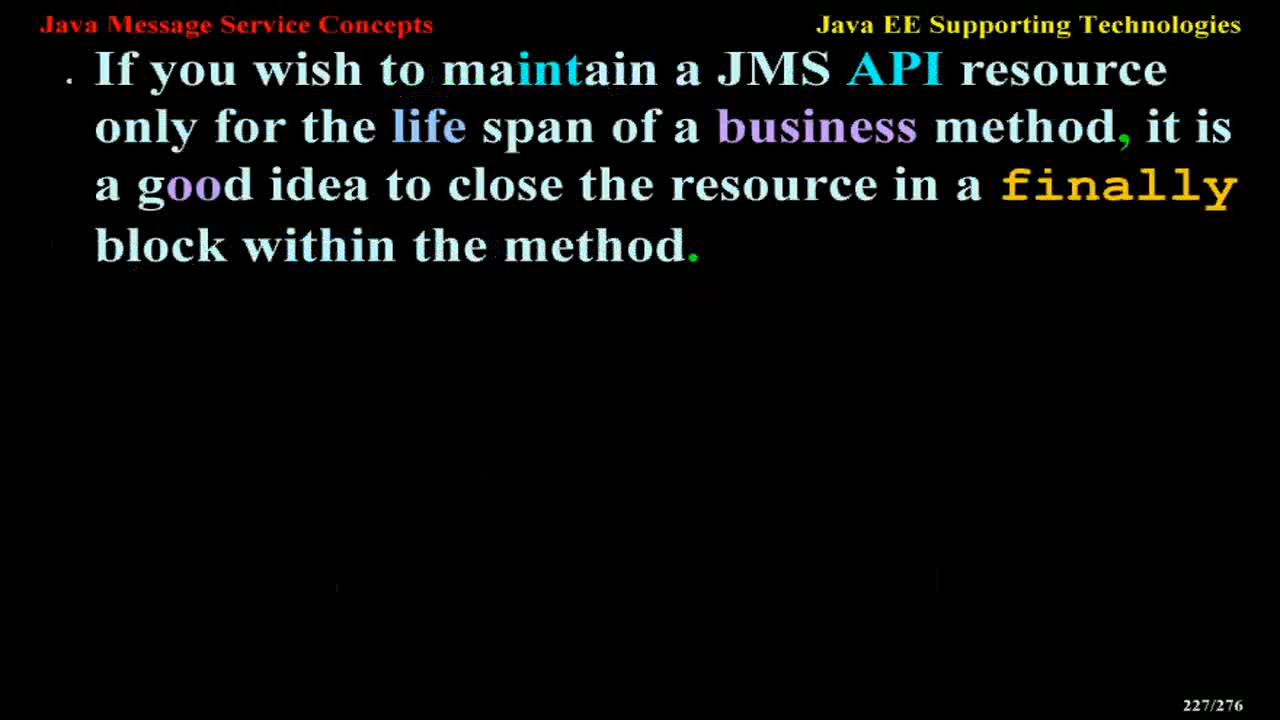 Java Message Service Concepts
Java EE Supporting Technologies
. If you wish to maintain a JMS API resource
only for the life span of a business method, it is
a good idea to close the resource in a finally
block within the method.
227/276